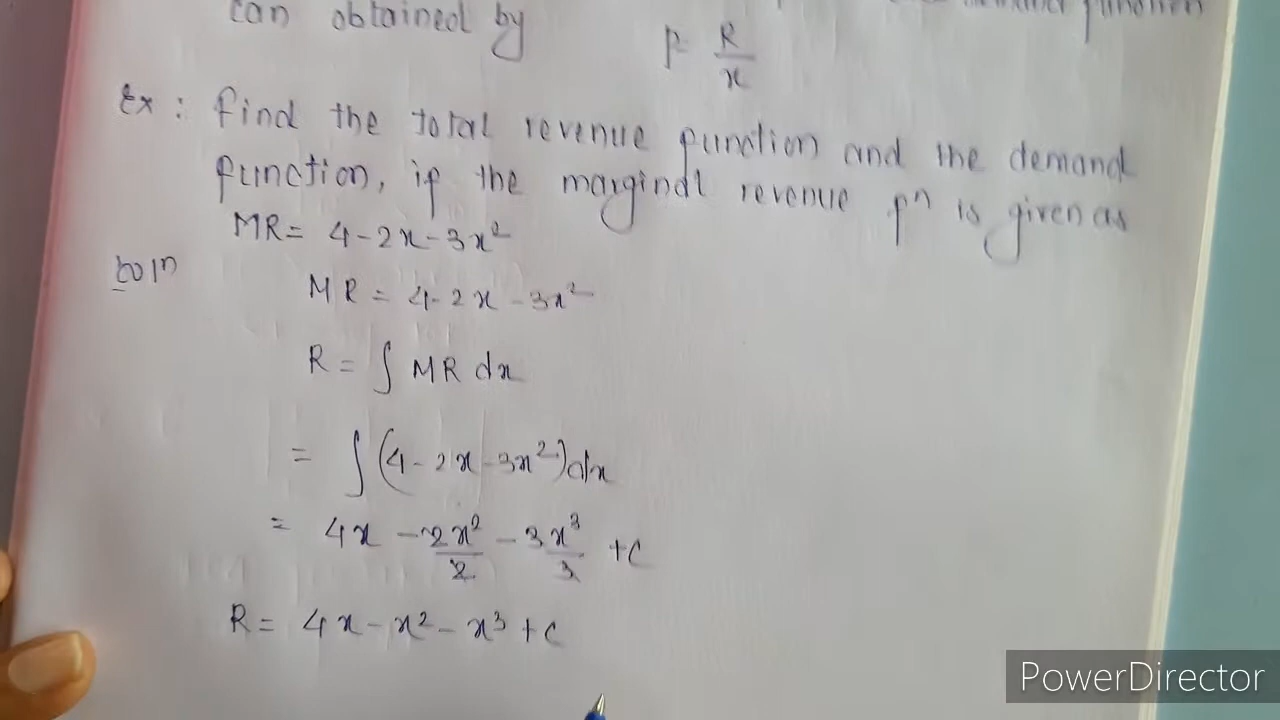 can obtained by
p= R/x
Ex : find the total revenue function and the demand
function, if the marginal revenue fⁿ is given as
MR = 4-2x-3x²
Solⁿ
MR = 4-2x-3x²
R = ∫ MR dx
= ∫ (4-2x-3x²)dx
= 4x - 2x²/2 - 3x³/3 + c
R = 4x - x² - x³ + c
PowerDirector